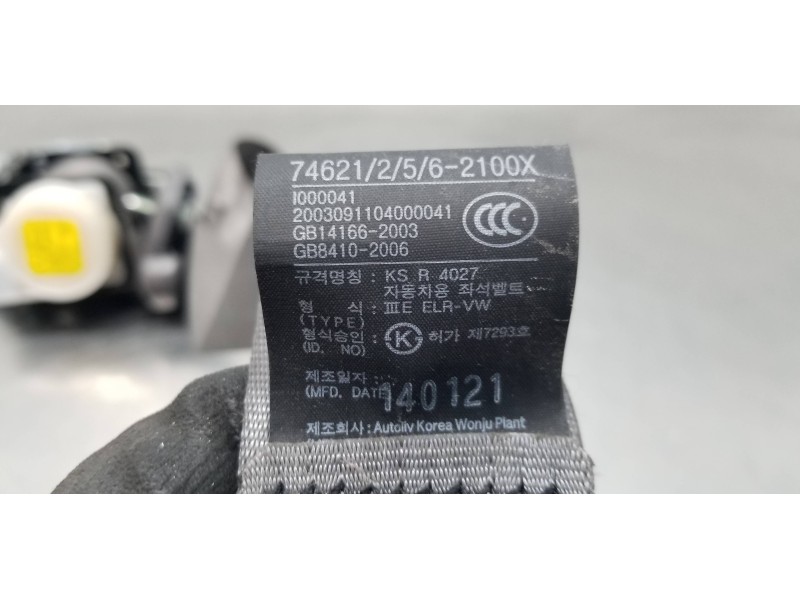 74621/2/5/6-2100X
I000041
2003091104000041
GB14166-2003
GB8410-2006
CCC
규격명칭 : KS R 4027
자동차용 좌석벨트
형 식 : ⅢE ELR-VW
(TYPE)
형식승인 : K 허가 제7293호
(ID. NO)
제조일자 :
(MFD. DATE) 140121
제조회사 : Autoliv Korea Wonju Plant